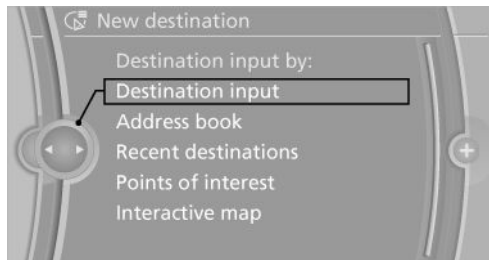 New destination
Destination input by:
Destination input
Address book
Recent destinations
Points of interest
Interactive map